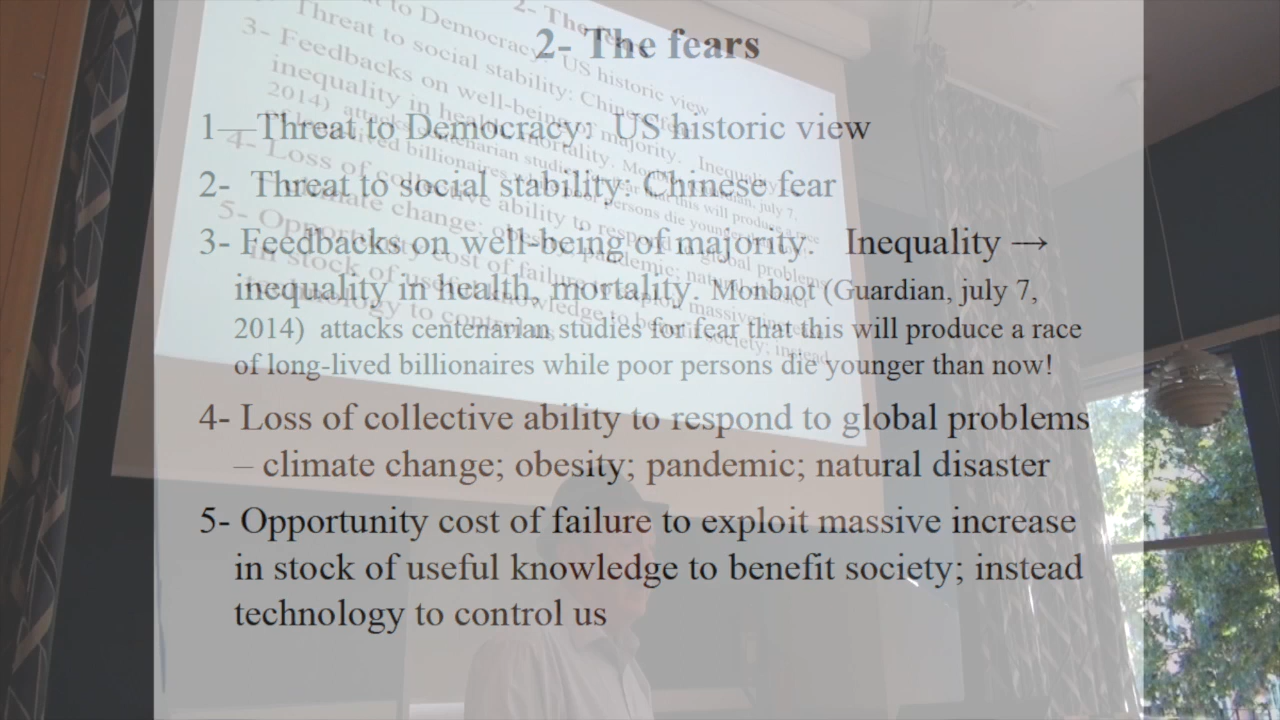 2- The fears
1—Threat to Democracy: US historic view
2- Threat to social stability: Chinese fear
3- Feedbacks on well-being of majority. Inequality →
inequality in health, mortality. Monbiot (Guardian, july 7,
2014) attacks centenarian studies for fear that this will produce a race
of long-lived billionaires while poor persons die younger than now!
4- Loss of collective ability to respond to global problems
– climate change; obesity; pandemic; natural disaster
5- Opportunity cost of failure to exploit massive increase
in stock of useful knowledge to benefit society; instead
technology to control us